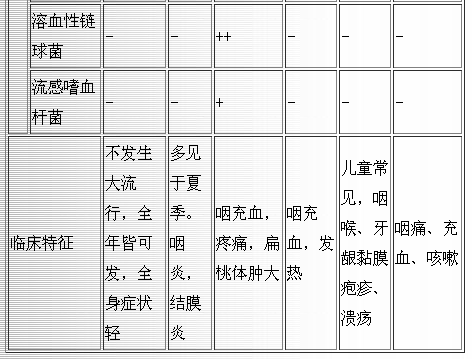 溶血性链
球菌
– – ++ – – –
流感嗜血
杆菌
– – + – – –
临床特征
不发生
大流
行，全
年皆可
发，全
身症状
轻
多见
于夏
季。
咽
炎，
结膜
炎
咽充血，
疼痛，扁
桃体肿大
咽充
血，发
热
儿童常
见，咽
喉、牙
龈黏膜
疱疹、
溃疡
咽痛、充
血、咳嗽